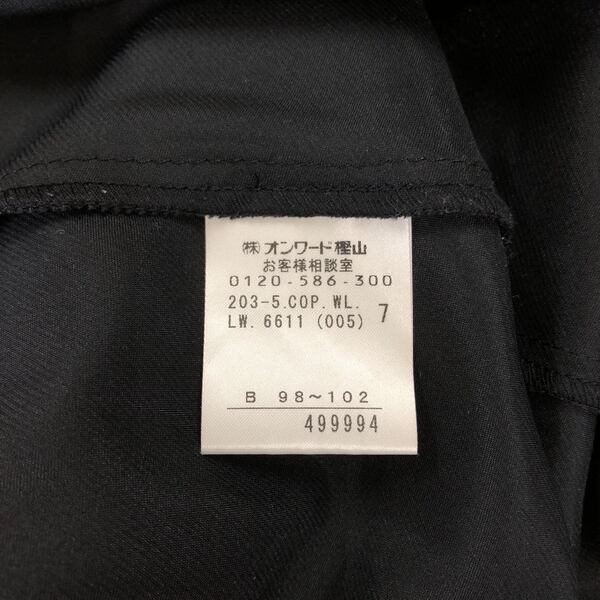 ㈱オンワード樫山
お客様相談室
0120-586-300
203-5.COP.WL.
LW.6611 (005) 7
B 98～102
499994